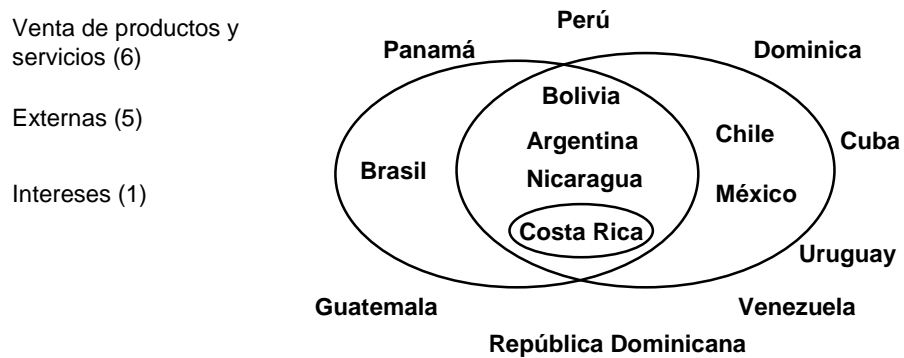 Venta de productos y
servicios (6)
Externas (5)
Intereses (1)
Perú
Panamá
Dominica
Bolivia
Argentina
Chile
Cuba
Brasil
Nicaragua
México
Costa Rica
Uruguay
Guatemala
Venezuela
República Dominicana